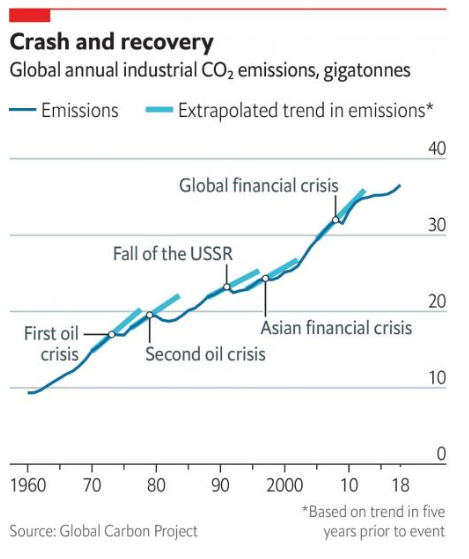 Crash and recovery
Global annual industrial CO₂ emissions, gigatonnes
Emissions
Extrapolated trend in emissions*
40
Global financial crisis
30
Fall of the USSR
20
First oil
crisis
Second oil crisis
Asian financial crisis
10
0
1960 70 80 90 2000 10 18
*Based on trend in five
years prior to event
Source: Global Carbon Project